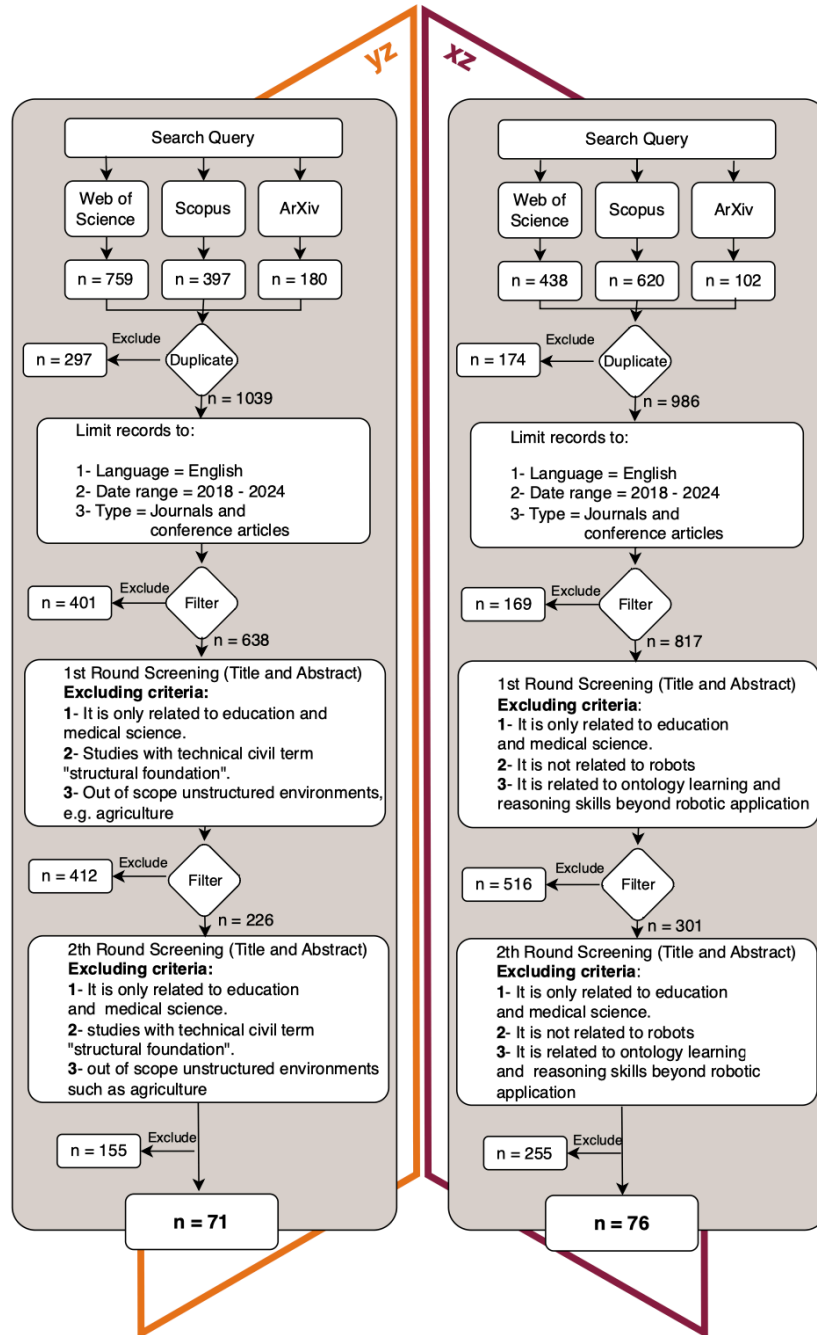 yz
Search Query
Web of
Science
Scopus
ArXiv
n = 759
n = 397
n = 180
Exclude
n = 297
Duplicate
n = 1039
Limit records to:
1- Language = English
2- Date range = 2018 - 2024
3- Type = Journals and
conference articles
Exclude
n = 401
Filter
n = 638
1st Round Screening (Title and Abstract)
Excluding criteria:
1- It is only related to education and
medical science.
2- Studies with technical civil term
"structural foundation".
3- Out of scope unstructured environments,
e.g. agriculture
Exclude
n = 412
Filter
n = 226
2th Round Screening (Title and Abstract)
Excluding criteria:
1- It is only related to education
and medical science.
2- studies with technical civil term
"structural foundation".
3- out of scope unstructured environments
such as agriculture
Exclude
n = 155
n = 71
xz
Search Query
Web of
Science
Scopus
ArXiv
n = 438
n = 620
n = 102
Exclude
n = 174
Duplicate
n = 986
Limit records to:
1- Language = English
2- Date range = 2018 - 2024
3- Type = Journals and
conference articles
Exclude
n = 169
Filter
n = 817
1st Round Screening (Title and Abstract)
Excluding criteria:
1- It is only related to education
and medical science.
2- It is not related to robots
3- It is related to ontology learning and
reasoning skills beyond robotic application
Exclude
n = 516
Filter
n = 301
2th Round Screening (Title and Abstract)
Excluding criteria:
1- It is only related to education
and medical science.
2- It is not related to robots
3- It is related to ontology learning
and reasoning skills beyond robotic
application
Exclude
n = 255
n = 76